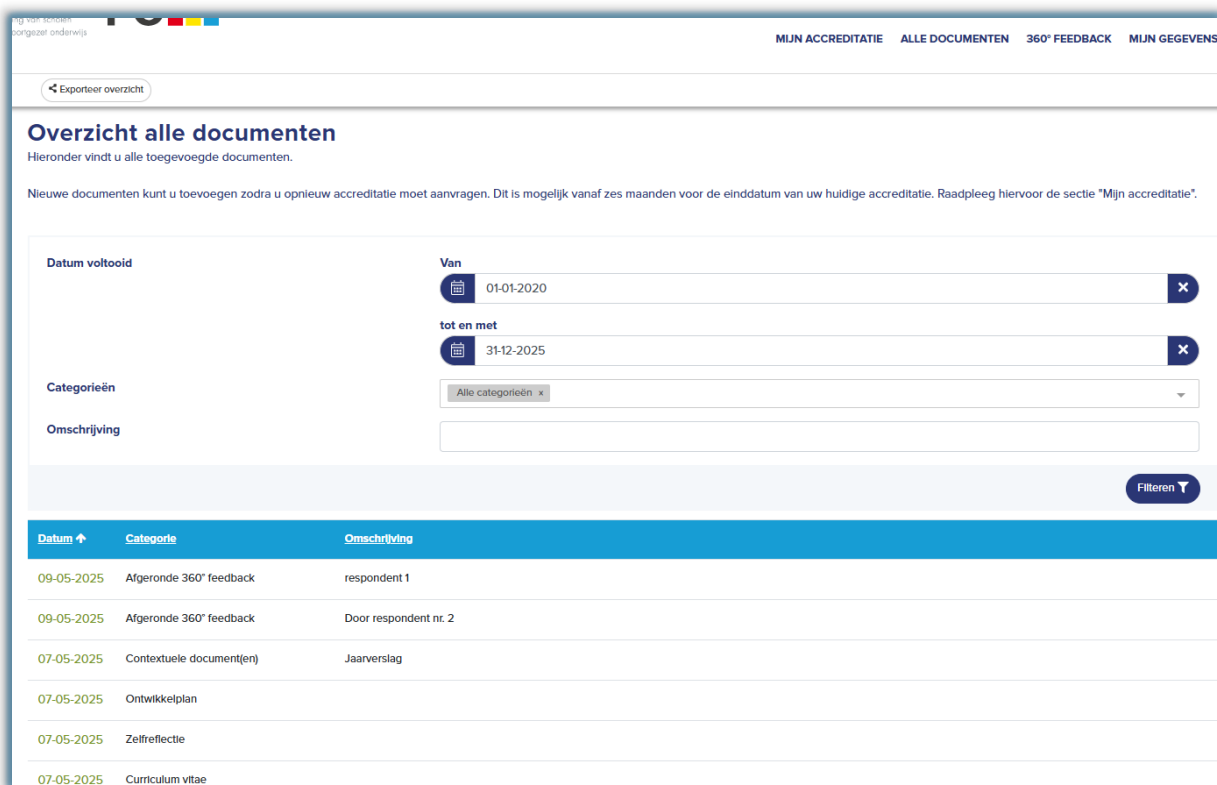 van scholen
onderwijs
MIJN ACCREDITATIE ALLE DOCUMENTEN 360° FEEDBACK MIJN GEGEVENS
Exporteer overzicht
Overzicht alle documenten
Hieronder vindt u alle toegevoegde documenten.
Nieuwe documenten kunt u toevoegen zodra u opnieuw accreditatie moet aanvragen. Dit is mogelijk vanaf zes maanden voor de einddatum van uw huidige accreditatie. Raadpleeg hiervoor de sectie "Mijn accreditatie".
Datum voltooid
Van
01-01-2020
tot en met
31-12-2025
Categorieën
Alle categorieën x
Omschrijving
Filteren
Datum Categorie Omschrijving
09-05-2025 Afgeronde 360° feedback respondent 1
09-05-2025 Afgeronde 360° feedback Door respondent nr. 2
07-05-2025 Contextuele document(en) Jaarverslag
07-05-2025 Ontwikkelplan
07-05-2025 Zelfreflectie
07-05-2025 Curriculum vitae